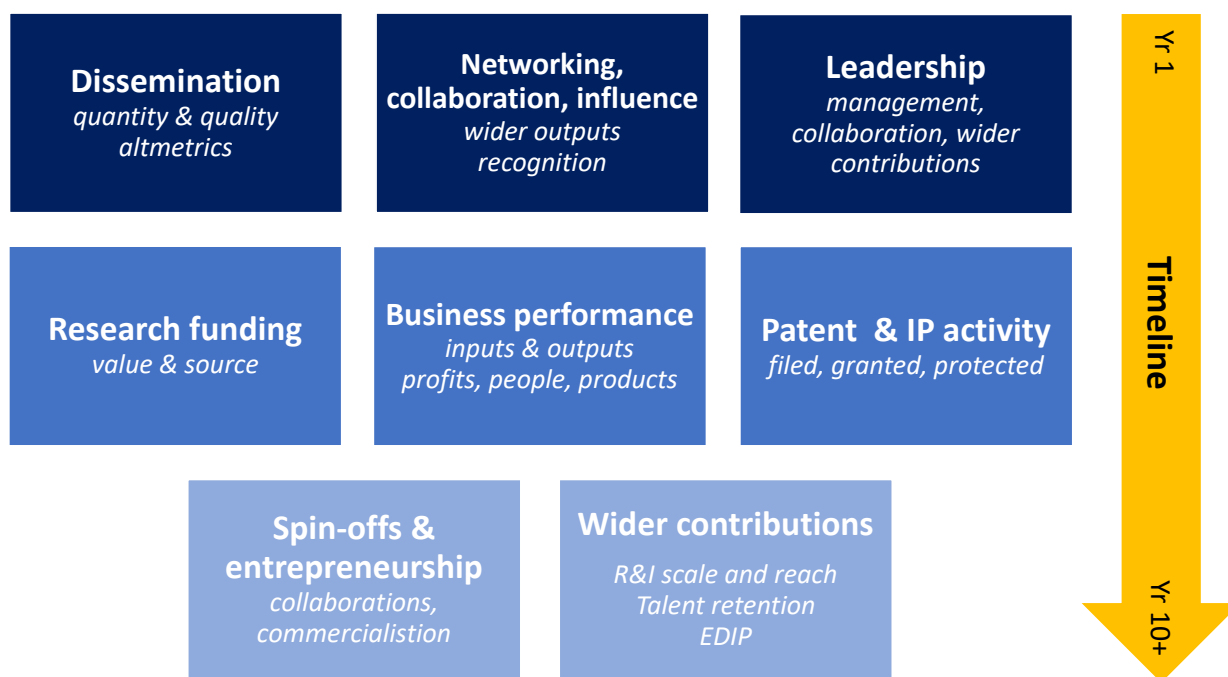 Dissemination
quantity & quality
altmetrics
Networking,
collaboration, influence
wider outputs
recognition
Leadership
management,
collaboration, wider
contributions
Research funding
value & source
Business performance
inputs & outputs
profits, people, products
Patent & IP activity
filed, granted, protected
Spin-offs &
entrepreneurship
collaborations,
commercialistion
Wider contributions
R&I scale and reach
Talent retention
EDIP
Yr 1
Timeline
Yr 10+